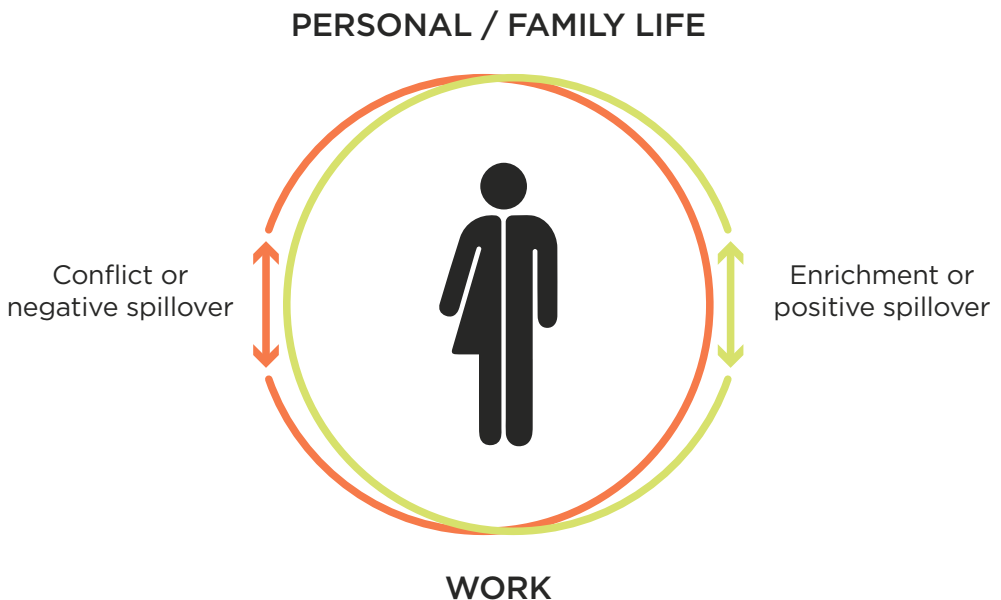 PERSONAL / FAMILY LIFE
Conflict or
negative spillover
Enrichment or
positive spillover
WORK